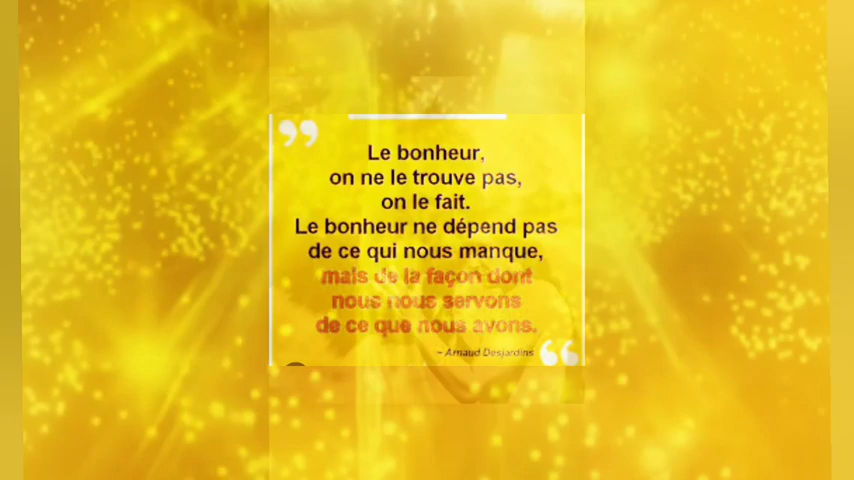 Le bonheur,
on ne le trouve pas,
on le fait.
Le bonheur ne dépend pas
de ce qui nous manque,
mais de la façon dont
nous nous servons
de ce que nous avons.
~ Arnaud Desjardins